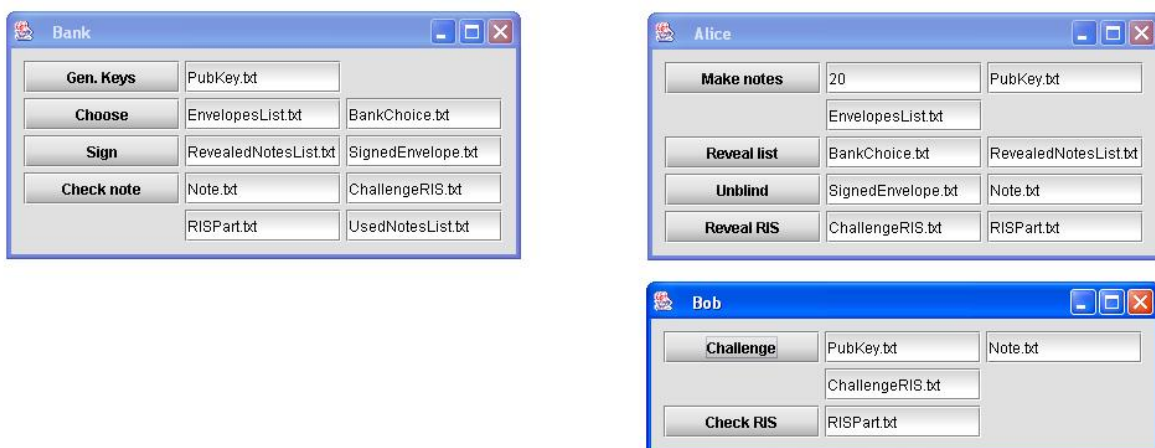 Bank
Gen. Keys PubKey.txt
Choose EnvelopesList.txt BankChoice.txt
Sign RevealedNotesList.txt SignedEnvelope.txt
Check note Note.txt ChallengeRIS.txt
RISPart.txt UsedNotesList.txt
Alice
Make notes 20 PubKey.txt
EnvelopesList.txt
Reveal list BankChoice.txt RevealedNotesList.txt
Unblind SignedEnvelope.txt Note.txt
Reveal RIS ChallengeRIS.txt RISPart.txt
Bob
Challenge PubKey.txt Note.txt
ChallengeRIS.txt
Check RIS RISPart.txt